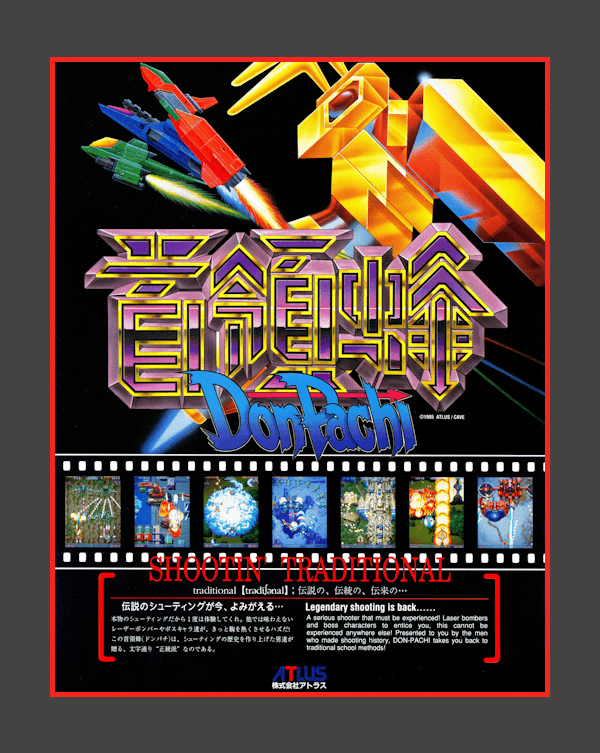 首領蜂
DonPachi
©1995 ATLUS / CAVE
SHOOTIN' TRADITIONAL
traditional【trədíʃənal】; 伝説の、伝統の、伝来の…
伝説のシューティングが今、よみがえる…
本物のシューティングだから1度は体験してくれ。他では味わえない
レーザーボンバーやボスキャラ達が、きっと胸を熱くさせるハズだ!
この首領蜂(ドンパチ)は、シューティングの歴史を作り上げた男達が
贈る、文字通り“正統派”なのである。
Legendary shooting is back......
A serious shooter that must be experienced! Laser bombers
and boss characters to entice you, this cannot be
experienced anywhere else! Presented to you by the men
who made shooting history, DON-PACHI takes you back to
traditional school methods!
ATLUS
株式会社アトラス